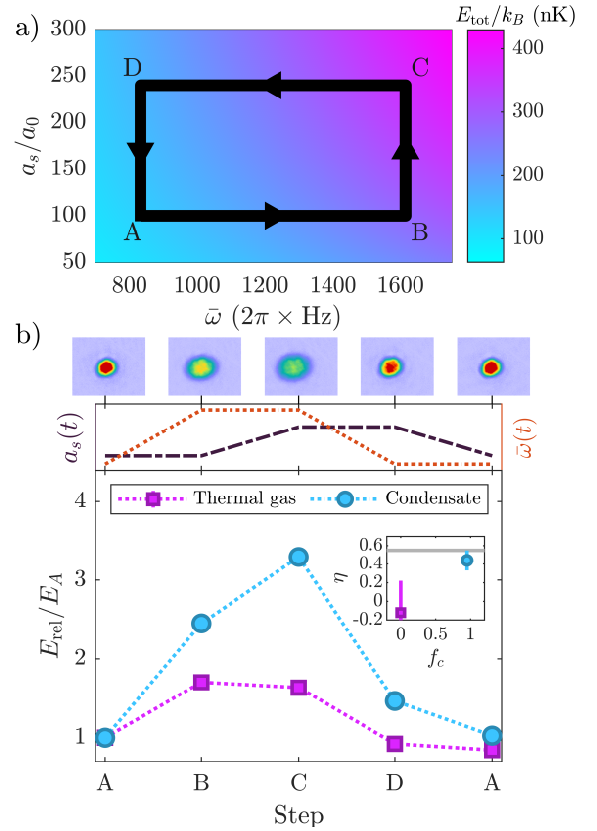 a)
E_tot/k_B (nK)
300
250
200
150
100
50
a_s/a_0
D
C
A
B
400
300
200
100
800
1000
1200
1400
1600
ω̄ (2π × Hz)
b)
a_s(t)
ω̄(t)
Thermal gas
Condensate
4
3
2
1
E_rel/E_A
0.6
0.4
0.2
0
-0.2
η
0
0.5
1
f_c
A
B
C
D
A
Step